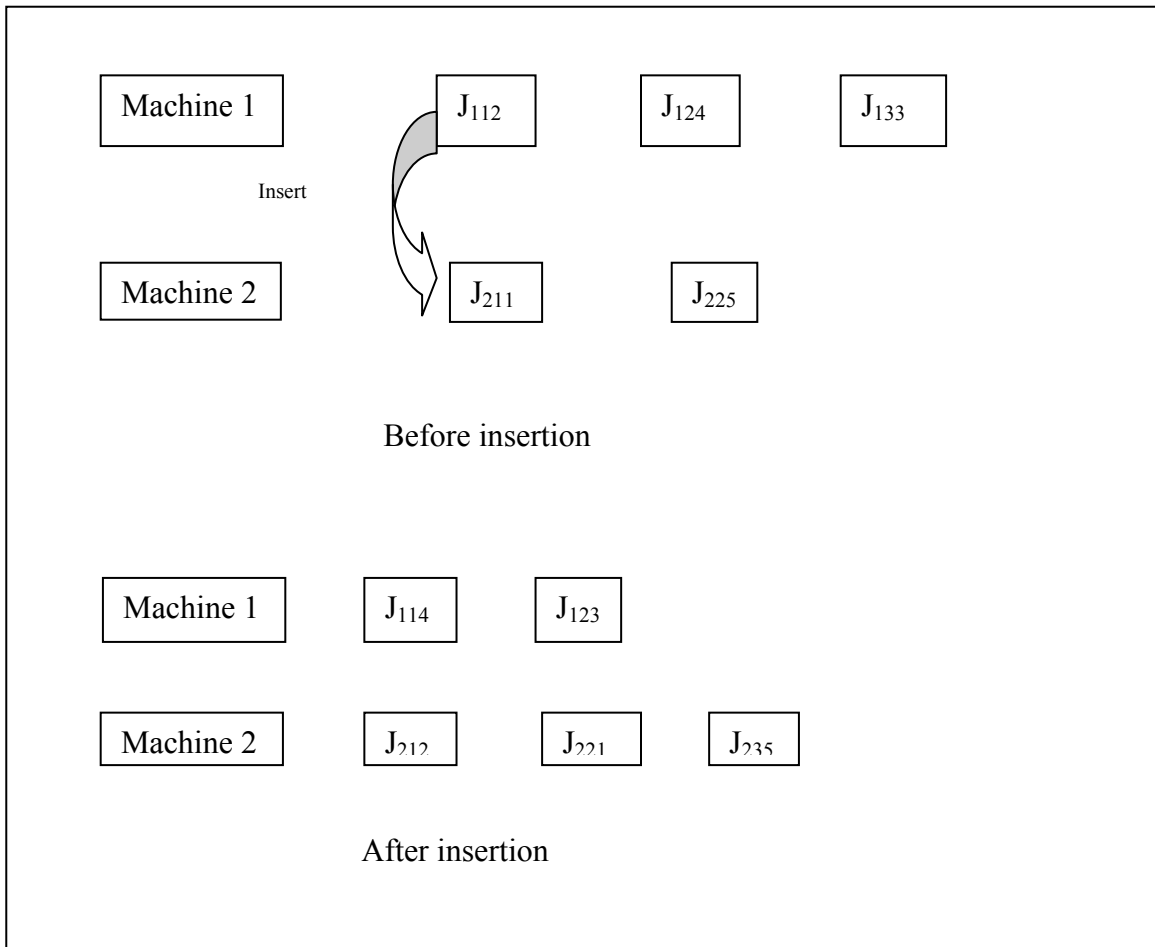 Machine 1 J₁₁₂ J₁₂₄ J₁₃₃
Insert
Machine 2 J₂₁₁ J₂₂₅
Before insertion
Machine 1 J₁₁₄ J₁₂₃
Machine 2 J₂₁₂ J₂₂₁ J₂₃₅
After insertion